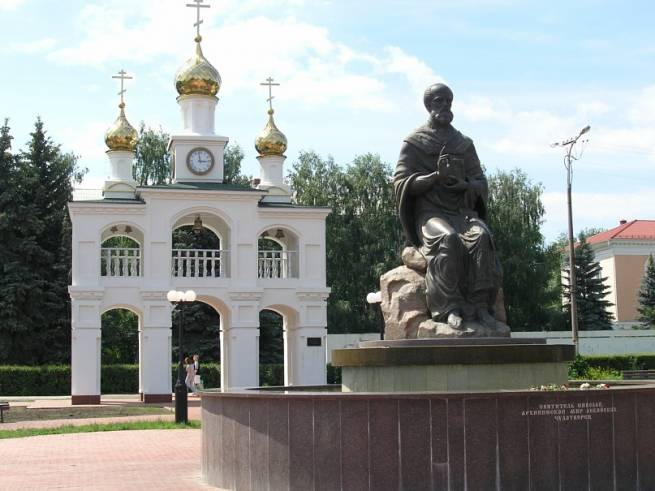 СВЯТИТЕЛЬ НИКОЛАЙ,
АРХИЕПИСКОП МИР ЛИКИЙСКИХ
ЧУДОТВОРЕЦ